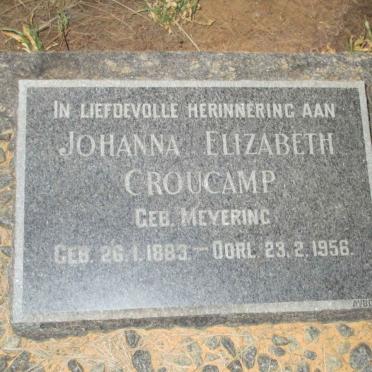 IN LIEFDEVOLLE HERINNERING AAN
JOHANNA ELIZABETH
CROUCAMP
GEB. MEYERING
GEB. 26.1.1883.— OORL. 23.2.1956.